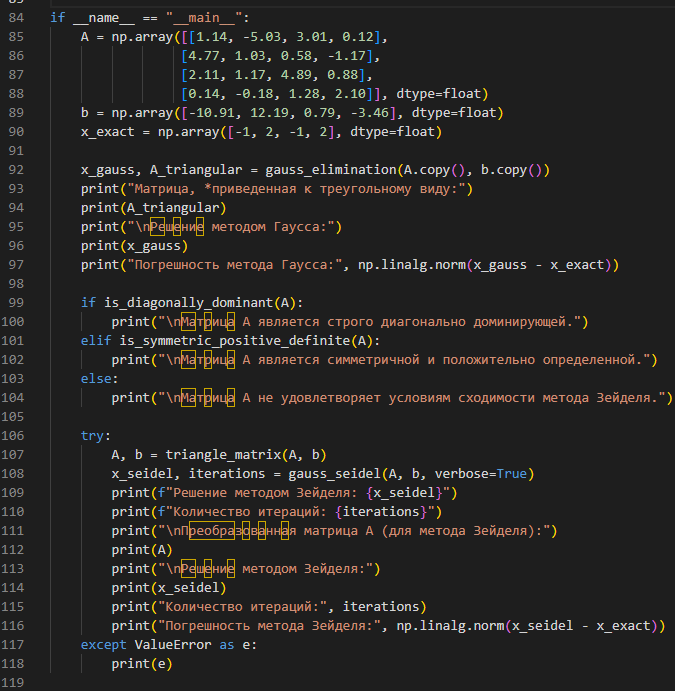 84 if __name__ == "__main__":
85 A = np.array([[1.14, -5.03, 3.01, 0.12],
86 [4.77, 1.03, 0.58, -1.17],
87 [2.11, 1.17, 4.89, 0.88],
88 [0.14, -0.18, 1.28, 2.10]], dtype=float)
89 b = np.array([-10.91, 12.19, 0.79, -3.46], dtype=float)
90 x_exact = np.array([-1, 2, -1, 2], dtype=float)
91
92 x_gauss, A_triangular = gauss_elimination(A.copy(), b.copy())
93 print("Матрица, *приведенная к треугольному виду:")
94 print(A_triangular)
95 print("\nРешение методом Гаусса:")
96 print(x_gauss)
97 print("Погрешность метода Гаусса:", np.linalg.norm(x_gauss - x_exact))
98
99 if is_diagonally_dominant(A):
100 print("\nМатрица A является строго диагонально доминирующей.")
101 elif is_symmetric_positive_definite(A):
102 print("\nМатрица A является симметричной и положительно определенной.")
103 else:
104 print("\nМатрица A не удовлетворяет условиям сходимости метода Зейделя.")
105
106 try:
107 A, b = triangle_matrix(A, b)
108 x_seidel, iterations = gauss_seidel(A, b, verbose=True)
109 print(f"Решение методом Зейделя: {x_seidel}")
110 print(f"Количество итераций: {iterations}")
111 print("\nПреобразованная матрица A (для метода Зейделя):")
112 print(A)
113 print("\nРешение методом Зейделя:")
114 print(x_seidel)
115 print("Количество итераций:", iterations)
116 print("Погрешность метода Зейделя:", np.linalg.norm(x_seidel - x_exact))
117 except ValueError as e:
118 print(e)
119